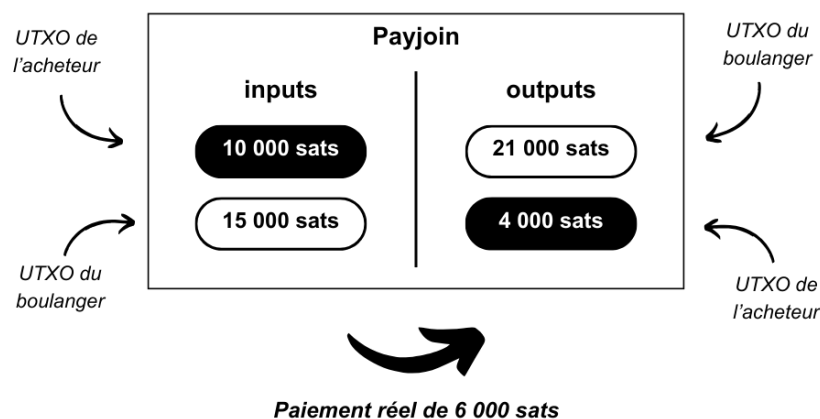 Payjoin
UTXO de
l'acheteur
UTXO du
boulanger
inputs
outputs
10 000 sats
21 000 sats
15 000 sats
4 000 sats
UTXO du
boulanger
UTXO de
l'acheteur
Paiement réel de 6 000 sats